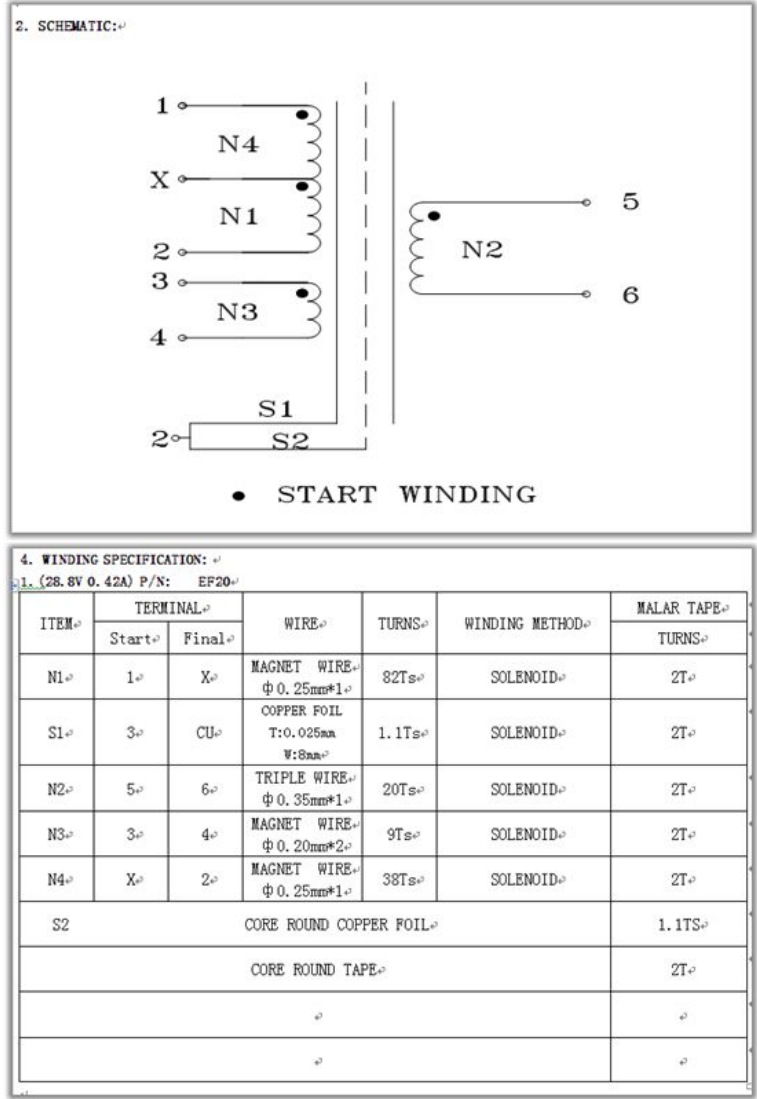 2. SCHEMATIC:
1
N4
X
N1
2
3
N3
4
5
N2
6
S1
2
S2
● START WINDING
4. WINDING SPECIFICATION:
1. (28.8V 0.42A) P/N: EF20
ITEM TERMINAL WIRE TURNS WINDING METHOD MALAR TAPE
Start Final TURNS
N1 1 X MAGNET WIRE 82Ts SOLENOID 2T
ф0.25mm*1
S1 3 CU COPPER FOIL 1.1Ts SOLENOID 2T
T:0.025mm
W:8mm
N2 5 6 TRIPLE WIRE 20Ts SOLENOID 2T
ф0.35mm*1
N3 3 4 MAGNET WIRE 9Ts SOLENOID 2T
ф0.20mm*2
N4 X 2 MAGNET WIRE 38Ts SOLENOID 2T
ф0.25mm*1
S2 CORE ROUND COPPER FOIL 1.1TS
CORE ROUND TAPE 2T